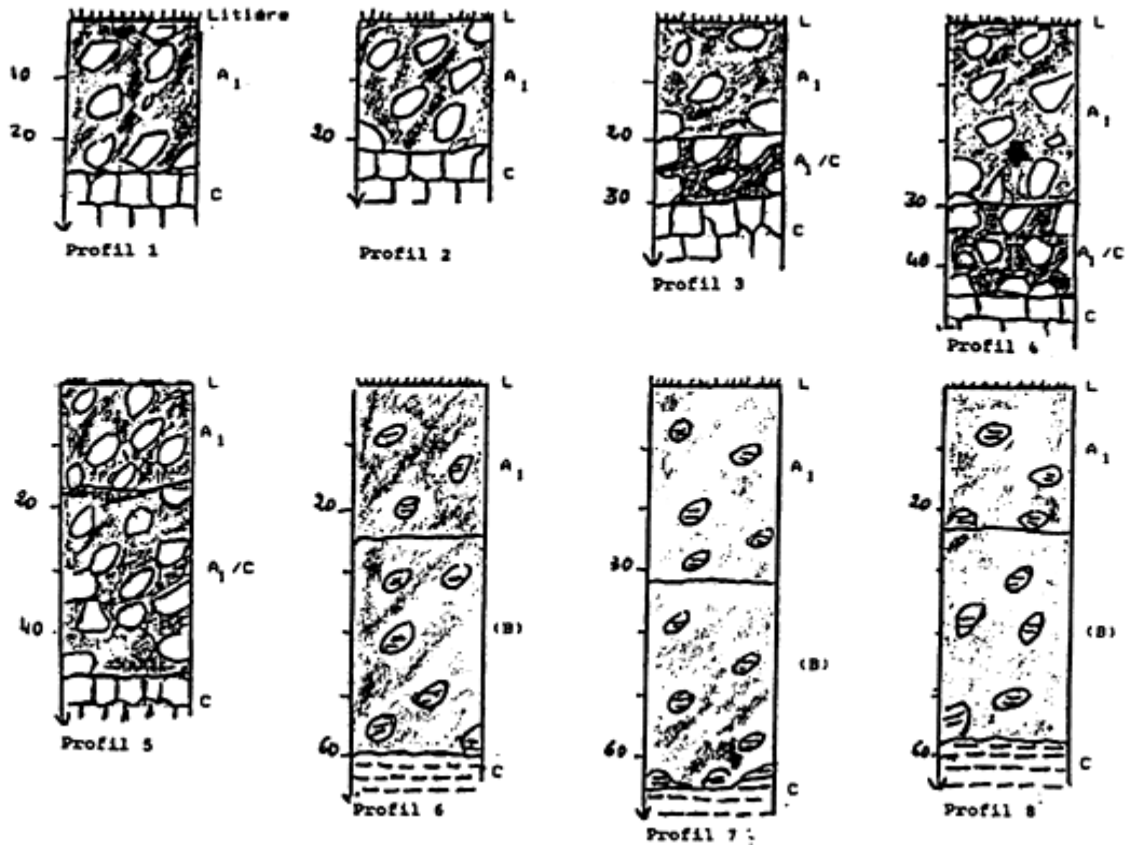 Litière
10
A1
20
C
Profil 1
L
A1
20
C
Profil 2
L
A1
20
A1/C
30
C
Profil 3
L
A1
30
A1/C
40
C
Profil 4
L
A1
20
A1/C
40
C
Profil 5
L
A1
20
(B)
60
C
Profil 6
L
A1
30
(B)
60
C
Profil 7
L
A1
20
(B)
60
C
Profil 8